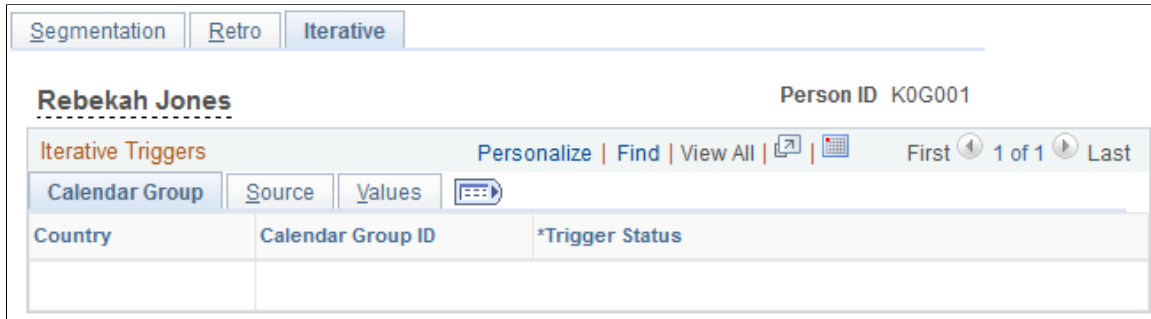 Segmentation Retro Iterative
Rebekah Jones Person ID K0G001
Iterative Triggers Personalize | Find | View All | | First 1 of 1 Last
Calendar Group Source Values
Country Calendar Group ID *Trigger Status